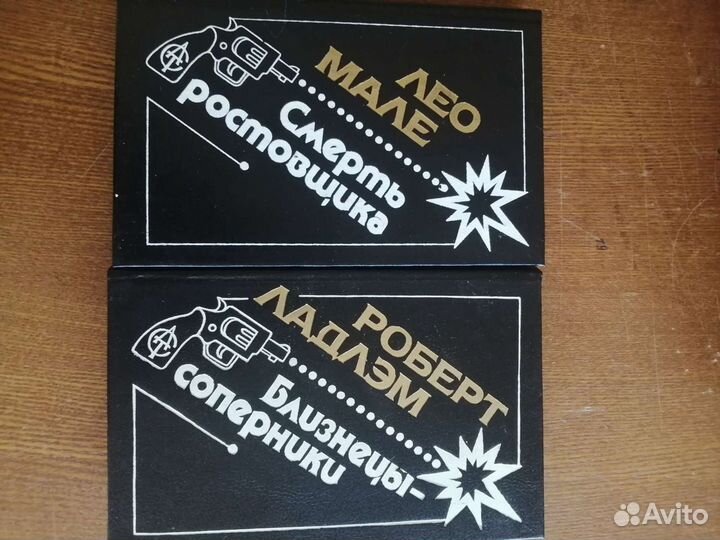 ЛЕО
МАЛЕ
Смерть
ростовщика
РОБЕРТ
ЛАДЛЭМ
Близнецы-
соперники
Avito